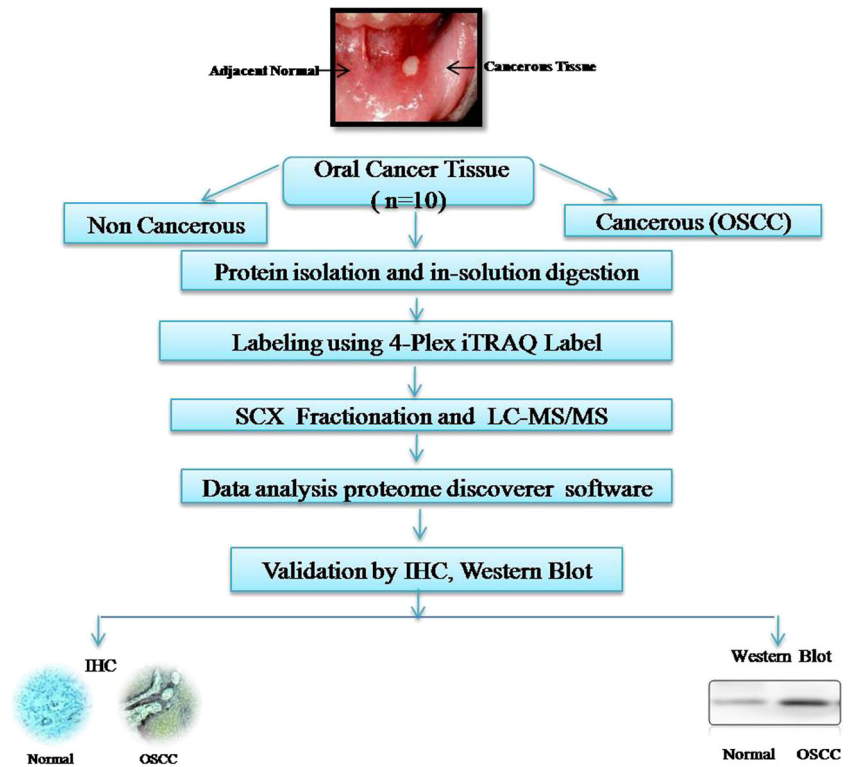 Adjacent Normal
Cancerous Tissue
Oral Cancer Tissue
( n=10)
Non Cancerous
Cancerous (OSCC)
Protein isolation and in-solution digestion
Labeling using 4-Plex iTRAQ Label
SCX Fractionation and LC-MS/MS
Data analysis proteome discoverer software
Validation by IHC, Western Blot
IHC
Western Blot
Normal
OSCC
Normal
OSCC